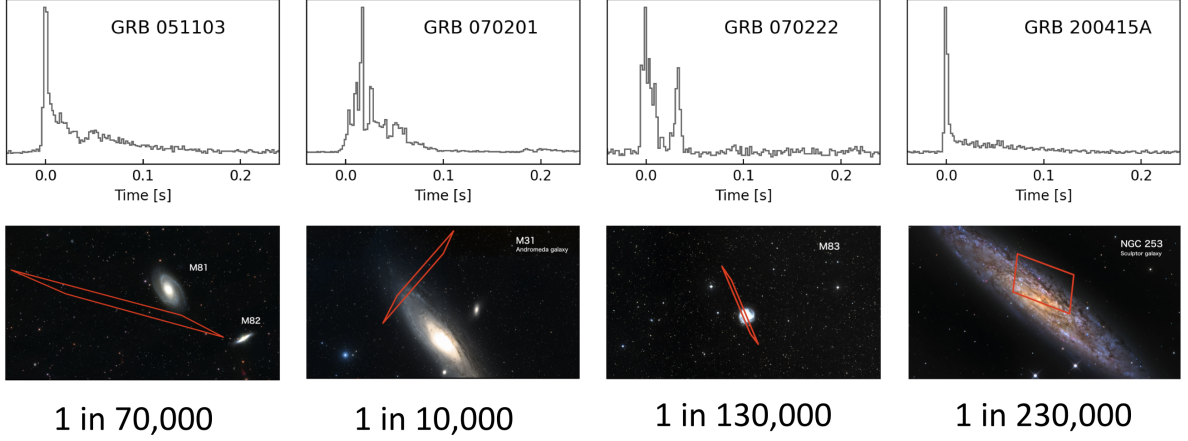 GRB 051103
0.0 0.1 0.2
Time [s]
GRB 070201
0.0 0.1 0.2
Time [s]
GRB 070222
0.0 0.1 0.2
Time [s]
GRB 200415A
0.0 0.1 0.2
Time [s]
M81
M82
M31
Andromeda galaxy
M83
NGC 253
Sculptor galaxy
1 in 70,000
1 in 10,000
1 in 130,000
1 in 230,000